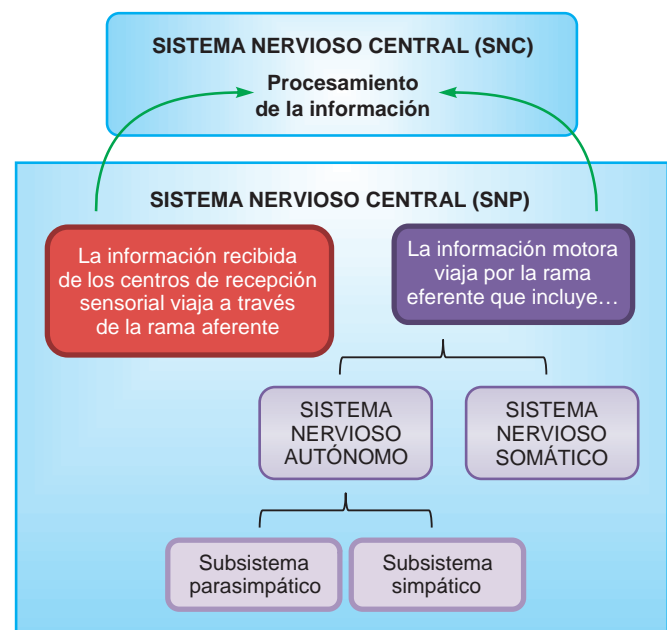 SISTEMA NERVIOSO CENTRAL (SNC)
Procesamiento
de la información
SISTEMA NERVIOSO CENTRAL (SNP)
La información recibida
de los centros de recepción
sensorial viaja a través
de la rama aferente
La información motora
viaja por la rama
eferente que incluye…
SISTEMA
NERVIOSO
AUTÓNOMO
SISTEMA
NERVIOSO
SOMÁTICO
Subsistema
parasimpático
Subsistema
simpático